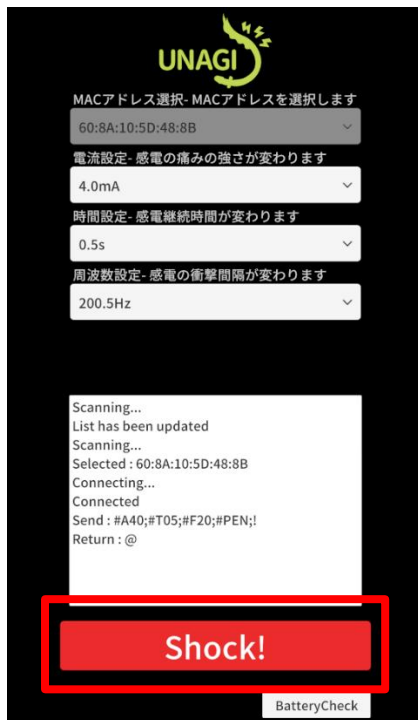 UNAGI
MACアドレス選択- MACアドレスを選択します
60:8A:10:5D:48:8B
電流設定- 感電の痛みの強さが変わります
4.0mA
時間設定- 感電継続時間が変わります
0.5s
周波数設定- 感電の衝撃間隔が変わります
200.5Hz
Scanning...
List has been updated
Scanning...
Selected : 60:8A:10:5D:48:8B
Connecting...
Connected
Send : #A40;#T05;#F20;#PEN;!
Return : @
Shock!
BatteryCheck